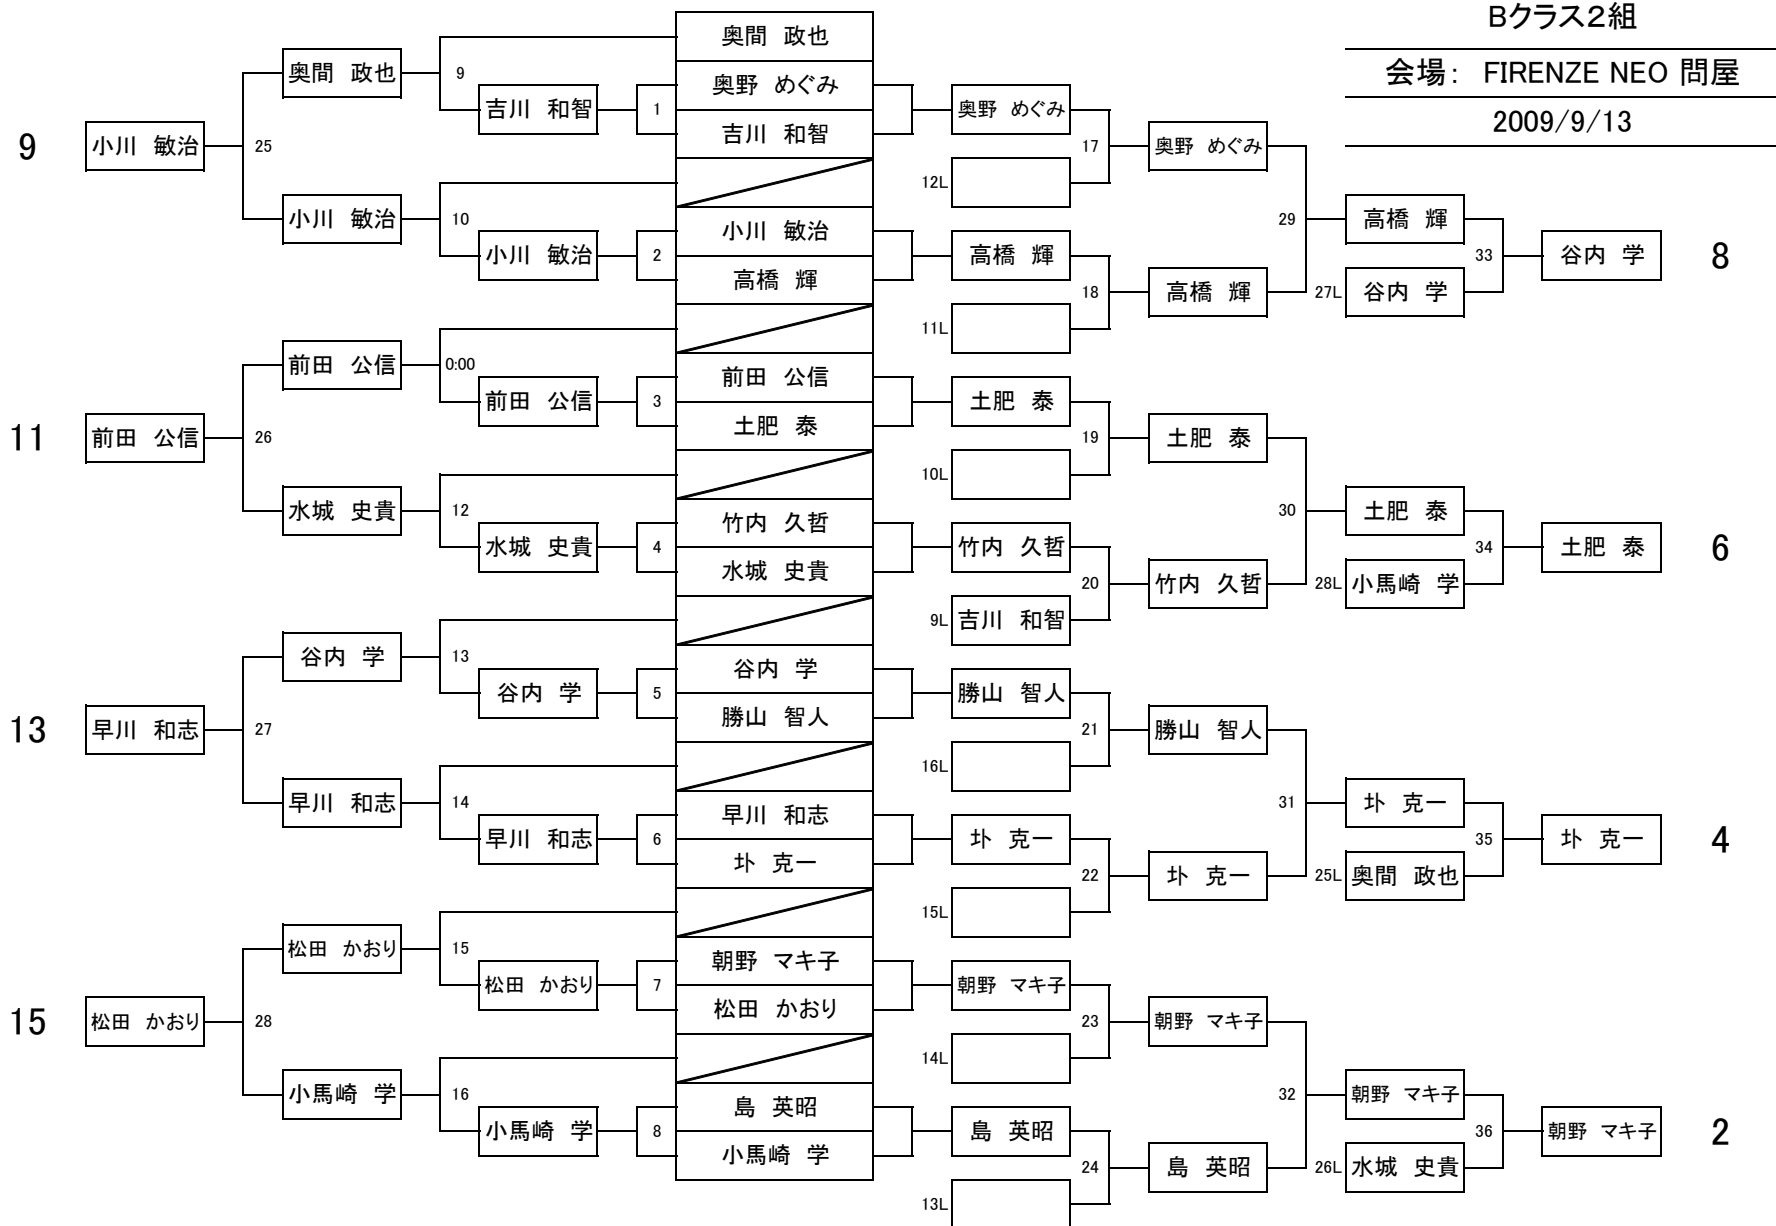 Bクラス2組
会場： FIRENZE NEO 問屋
2009/9/13
奥間 政也
奥間 政也
9
奥野 めぐみ
吉川 和智
1
奥野 めぐみ
9
小川 敏治
25
吉川 和智
17
奥野 めぐみ
12L
小川 敏治
10
小川 敏治
高橋 輝
29
高橋 輝
小川 敏治
2
高橋 輝
33
谷内 学
8
高橋 輝
18
高橋 輝
27L
谷内 学
11L
前田 公信
0:00
前田 公信
前田 公信
3
土肥 泰
土肥 泰
11
前田 公信
26
19
土肥 泰
10L
水城 史貴
12
竹内 久哲
30
土肥 泰
水城 史貴
4
竹内 久哲
34
土肥 泰
6
水城 史貴
20
竹内 久哲
28L
小馬崎 学
9L
吉川 和智
谷内 学
13
谷内 学
谷内 学
5
勝山 智人
勝山 智人
13
早川 和志
27
21
勝山 智人
16L
早川 和志
14
早川 和志
31
圤 克一
早川 和志
6
圤 克一
35
圤 克一
4
圤 克一
22
圤 克一
25L
奥間 政也
15L
松田 かおり
15
朝野 マキ子
松田 かおり
7
朝野 マキ子
松田 かおり
15
松田 かおり
28
23
朝野 マキ子
14L
小馬崎 学
16
島 英昭
32
朝野 マキ子
小馬崎 学
8
島 英昭
36
朝野 マキ子
2
小馬崎 学
24
島 英昭
26L
水城 史貴
13L